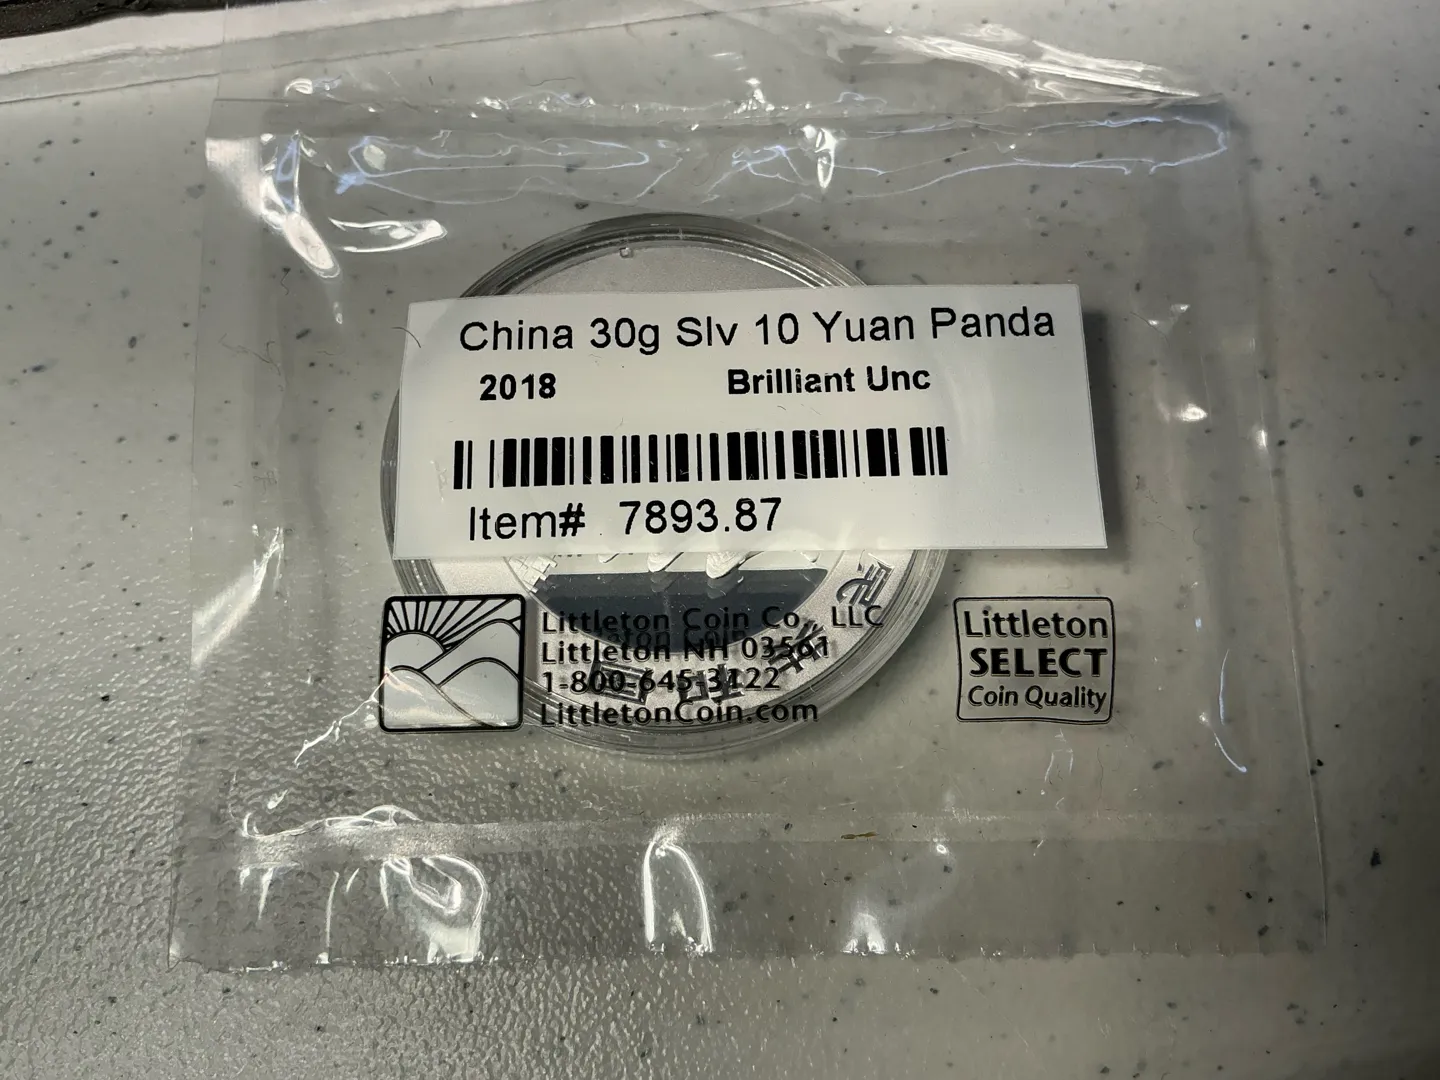 China 30g Slv 10 Yuan Panda
2018 Brilliant Unc
Item# 7893.87
Littleton Coin Co., LLC
Littleton NH 03561
1-800-645-3122
LittletonCoin.com
Littleton
SELECT
Coin Quality